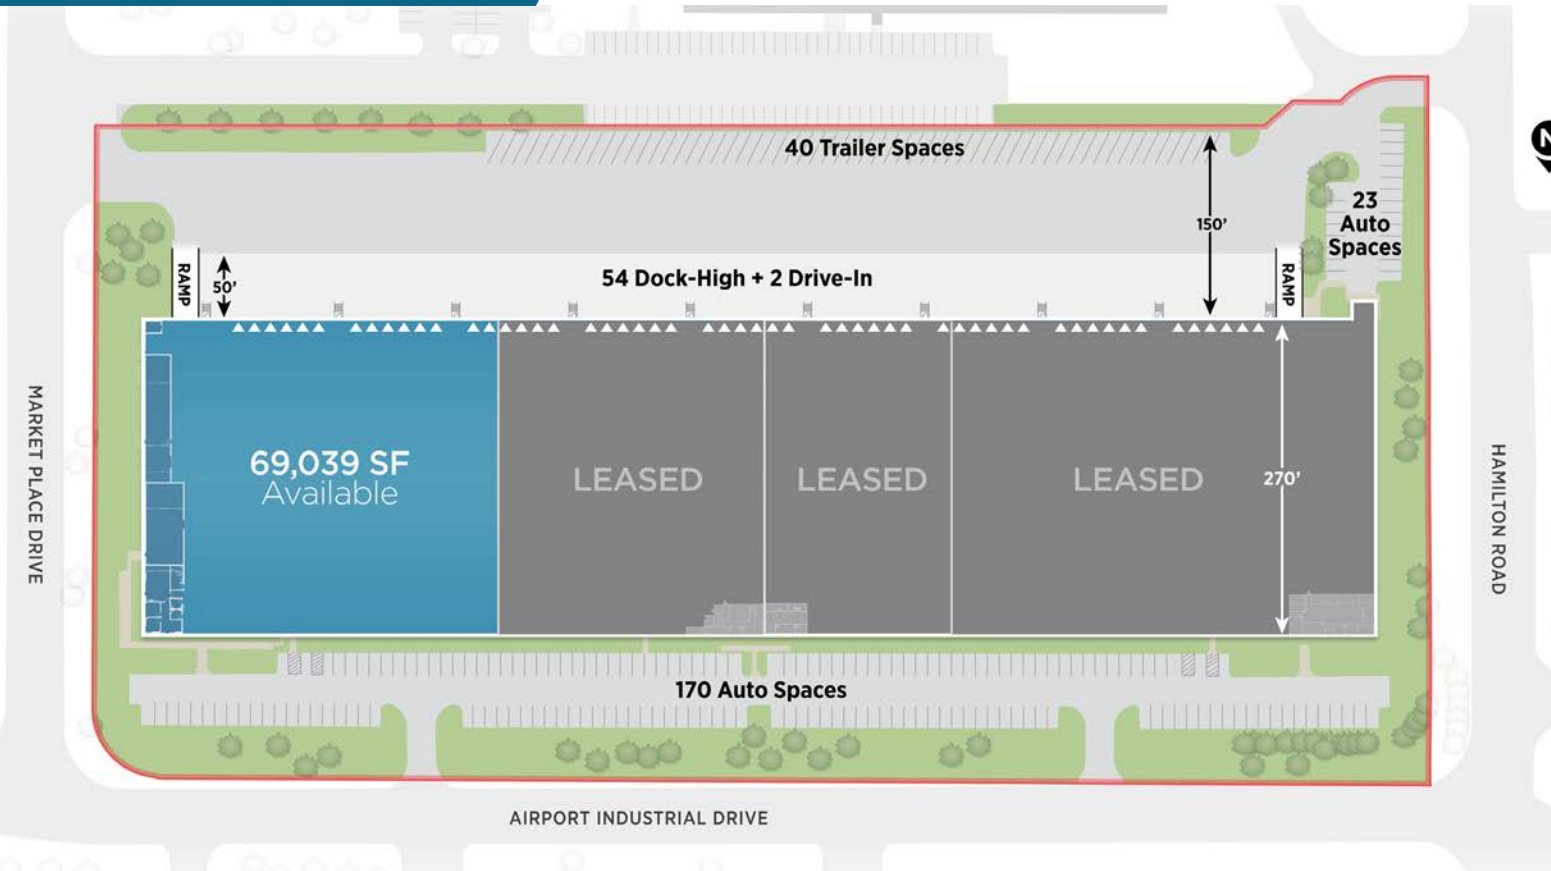 40 Trailer Spaces
N
150'
23
Auto
Spaces
RAMP
50'
54 Dock-High + 2 Drive-In
RAMP
MARKET PLACE DRIVE
69,039 SF
Available
LEASED
LEASED
LEASED
270'
HAMILTON ROAD
170 Auto Spaces
AIRPORT INDUSTRIAL DRIVE